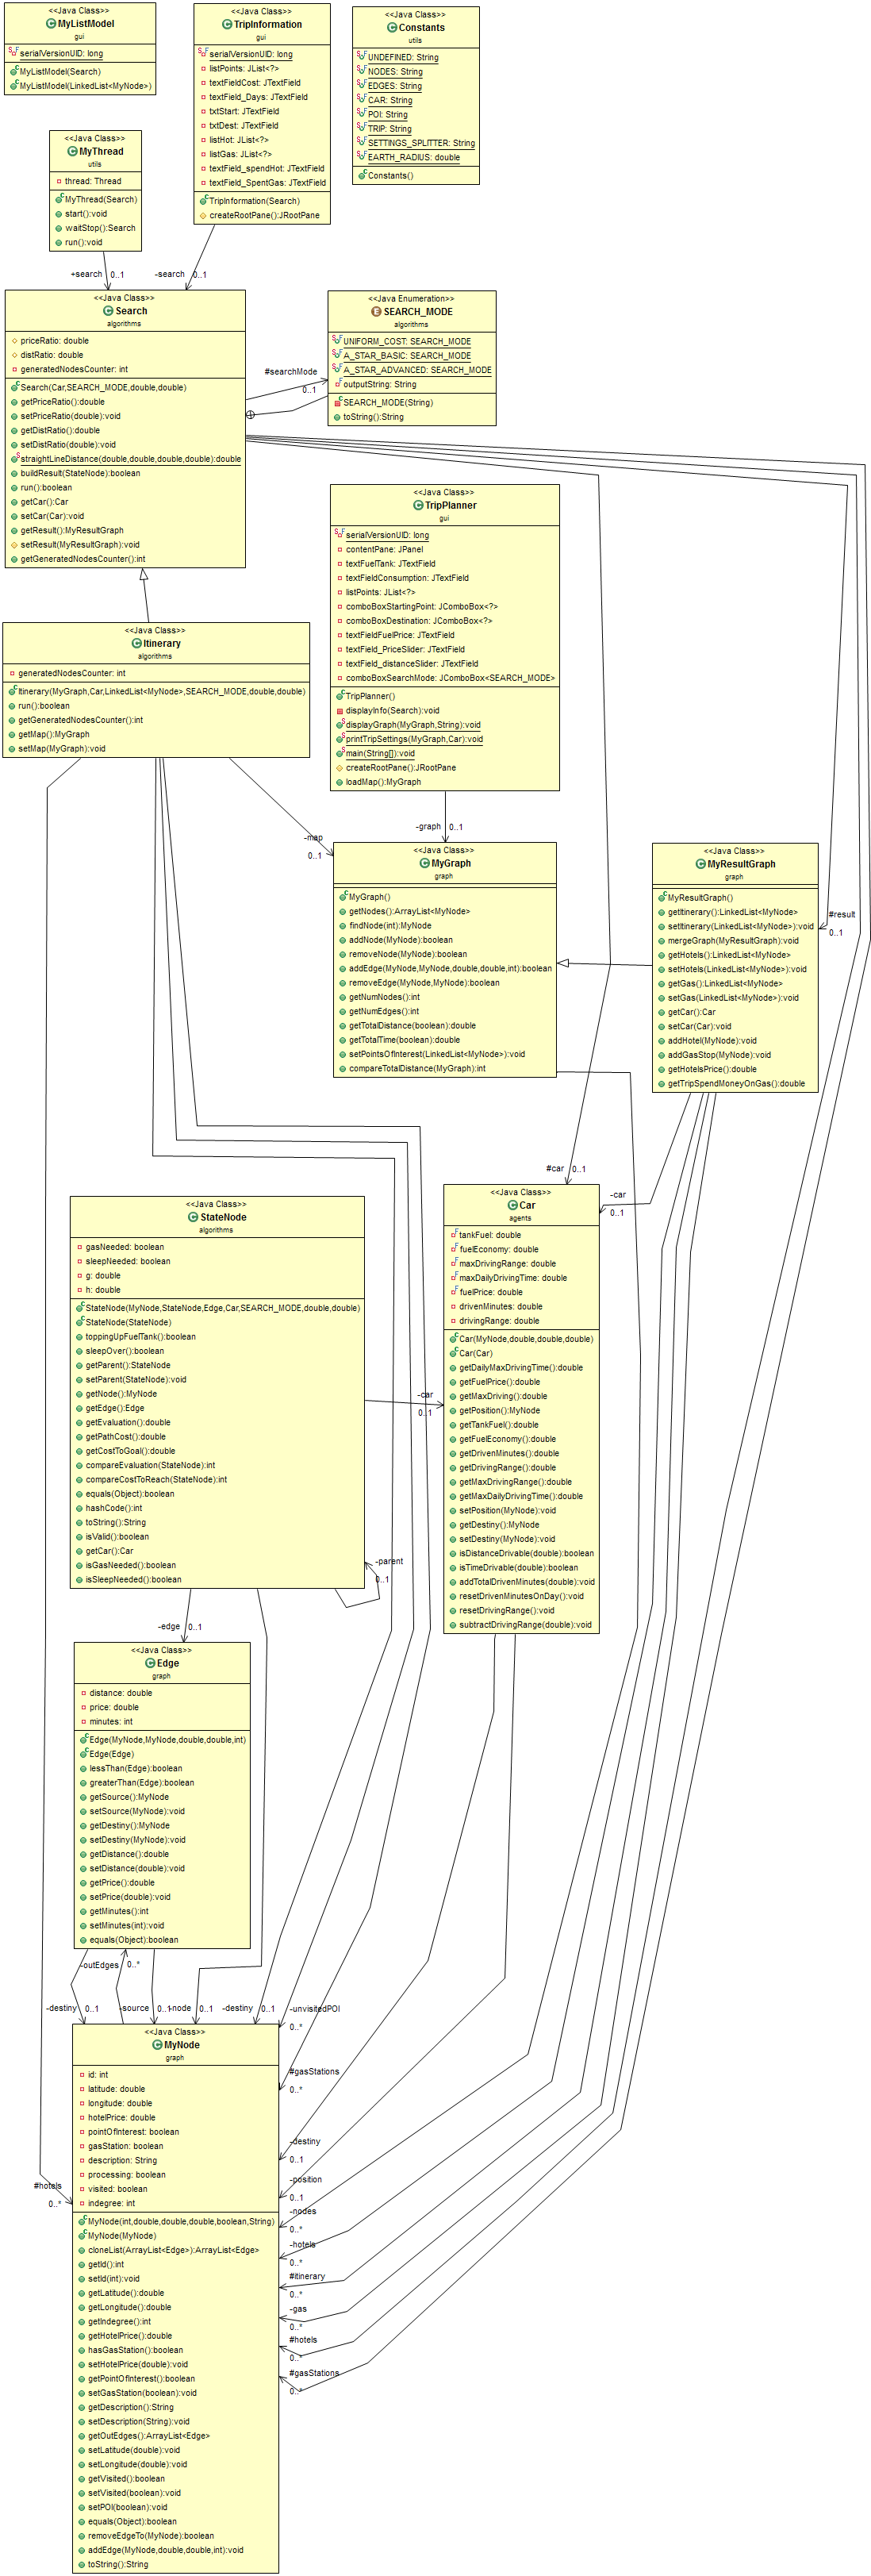 <<Java Class>>
MyListModel
gui
serialVersionUID: long
MyListModel(Search)
MyListModel(LinkedList<MyNode>)
<<Java Class>>
TripInformation
gui
serialVersionUID: long
listPoints: JList<?>
textFieldCost: JTextField
textField_Days: JTextField
txtStart: JTextField
txtDest: JTextField
listHot: JList<?>
listGas: JList<?>
textField_spendHot: JTextField
textField_SpentGas: JTextField
TripInformation(Search)
createRootPane():JRootPane
<<Java Class>>
Constants
utils
UNDEFINED: String
NODES: String
EDGES: String
CAR: String
POI: String
TRIP: String
SETTINGS_SPLITTER: String
EARTH_RADIUS: double
Constants()
<<Java Class>>
MyThread
utils
thread: Thread
MyThread(Search)
start():void
waitStop():Search
run():void
+search
0..1
-search
0..1
<<Java Class>>
Search
algorithms
priceRatio: double
distRatio: double
generatedNodesCounter: int
Search(Car,SEARCH_MODE,double,double)
getPriceRatio():double
setPriceRatio(double):void
getDistRatio():double
setDistRatio(double):void
straightLineDistance(double,double,double,double):double
buildResult(StateNode):boolean
run():boolean
getCar():Car
setCar(Car):void
getResult():MyResultGraph
setResult(MyResultGraph):void
getGeneratedNodesCounter():int
#searchMode
0..1
<<Java Enumeration>>
SEARCH_MODE
algorithms
UNIFORM_COST: SEARCH_MODE
A_STAR_BASIC: SEARCH_MODE
A_STAR_ADVANCED: SEARCH_MODE
outputString: String
SEARCH_MODE(String)
toString():String
<<Java Class>>
TripPlanner
gui
serialVersionUID: long
contentPane: JPanel
textFuelTank: JTextField
textFieldConsumption: JTextField
listPoints: JList<?>
comboBoxStartingPoint: JComboBox<?>
comboBoxDestination: JComboBox<?>
textFieldFuelPrice: JTextField
textField_PriceSlider: JTextField
textField_distanceSlider: JTextField
comboBoxSearchMode: JComboBox<SEARCH_MODE>
TripPlanner()
displayInfo(Search):void
displayGraph(MyGraph,String):void
printTripSettings(MyGraph,Car):void
main(String[]):void
createRootPane():JRootPane
loadMap():MyGraph
<<Java Class>>
Itinerary
algorithms
generatedNodesCounter: int
Itinerary(MyGraph,Car,LinkedList<MyNode>,SEARCH_MODE,double,double)
run():boolean
getGeneratedNodesCounter():int
getMap():MyGraph
setMap(MyGraph):void
-map
0..1
-graph
0..1
<<Java Class>>
MyGraph
graph
MyGraph()
getNodes():ArrayList<MyNode>
findNode(int):MyNode
addNode(MyNode):boolean
removeNode(MyNode):boolean
addEdge(MyNode,MyNode,double,double,int):boolean
removeEdge(MyNode,MyNode):boolean
getNumNodes():int
getNumEdges():int
getTotalDistance(boolean):double
getTotalTime(boolean):double
setPointsOfInterest(LinkedList<MyNode>):void
compareTotalDistance(MyGraph):int
<<Java Class>>
MyResultGraph
graph
MyResultGraph()
getItinerary():LinkedList<MyNode>
setItinerary(LinkedList<MyNode>):void
mergeGraph(MyResultGraph):void
getHotels():LinkedList<MyNode>
setHotels(LinkedList<MyNode>):void
getGas():LinkedList<MyNode>
setGas(LinkedList<MyNode>):void
getCar():Car
setCar(Car):void
addHotel(MyNode):void
addGasStop(MyNode):void
getHotelsPrice():double
getTripSpendMoneyOnGas():double
#result
0..1
#car
0..1
-car
0..1
<<Java Class>>
StateNode
algorithms
gasNeeded: boolean
sleepNeeded: boolean
g: double
h: double
StateNode(MyNode,StateNode,Edge,Car,SEARCH_MODE,double,double)
StateNode(StateNode)
toppingUpFuelTank():boolean
sleepOver():boolean
getParent():StateNode
setParent(StateNode):void
getNode():MyNode
getEdge():Edge
getEvaluation():double
getPathCost():double
getCostToGoal():double
compareEvaluation(StateNode):int
compareCostToReach(StateNode):int
equals(Object):boolean
hashCode():int
toString():String
isValid():boolean
getCar():Car
isGasNeeded():boolean
isSleepNeeded():boolean
-car
0..1
-parent
0..1
<<Java Class>>
Car
agents
tankFuel: double
fuelEconomy: double
maxDrivingRange: double
maxDailyDrivingTime: double
fuelPrice: double
drivenMinutes: double
drivingRange: double
Car(MyNode,double,double,double)
Car(Car)
getDailyMaxDrivingTime():double
getFuelPrice():double
getMaxDriving():double
getPosition():MyNode
getTankFuel():double
getFuelEconomy():double
getDrivenMinutes():double
getDrivingRange():double
getMaxDrivingRange():double
getMaxDailyDrivingTime():double
setPosition(MyNode):void
getDestiny():MyNode
setDestiny(MyNode):void
isDistanceDrivable(double):boolean
isTimeDrivable(double):boolean
addTotalDrivenMinutes(double):void
resetDrivenMinutesOnDay():void
resetDrivingRange():void
subtractDrivingRange(double):void
-edge
0..1
<<Java Class>>
Edge
graph
distance: double
price: double
minutes: int
Edge(MyNode,MyNode,double,double,int)
Edge(Edge)
lessThan(Edge):boolean
greaterThan(Edge):boolean
getSource():MyNode
setSource(MyNode):void
getDestiny():MyNode
setDestiny(MyNode):void
getDistance():double
setDistance(double):void
getPrice():double
setPrice(double):void
getMinutes():int
setMinutes(int):void
equals(Object):boolean
-outEdges
0..*
-destiny
0..1
-source
0..1
-node
0..1
-destiny
0..1
-unvisitedPOI
0..*
<<Java Class>>
MyNode
graph
id: int
latitude: double
longitude: double
hotelPrice: double
pointOfInterest: boolean
gasStation: boolean
description: String
processing: boolean
visited: boolean
indegree: int
MyNode(int,double,double,double,boolean,String)
MyNode(MyNode)
cloneList(ArrayList<Edge>):ArrayList<Edge>
getId():int
setId(int):void
getLatitude():double
getLongitude():double
getIndegree():int
getHotelPrice():double
hasGasStation():boolean
setHotelPrice(double):void
getPointOfInterest():boolean
setGasStation(boolean):void
getDescription():String
setDescription(String):void
getOutEdges():ArrayList<Edge>
setLatitude(double):void
setLongitude(double):void
getVisited():boolean
setVisited(boolean):void
setPOI(boolean):void
equals(Object):boolean
removeEdgeTo(MyNode):boolean
addEdge(MyNode,double,double,int):void
toString():String
#hotels
0..*
#gasStations
0..*
-destiny
0..1
-position
0..1
-nodes
0..*
-hotels
0..*
#itinerary
0..*
-gas
0..*
#hotels
0..*
#gasStations
0..*